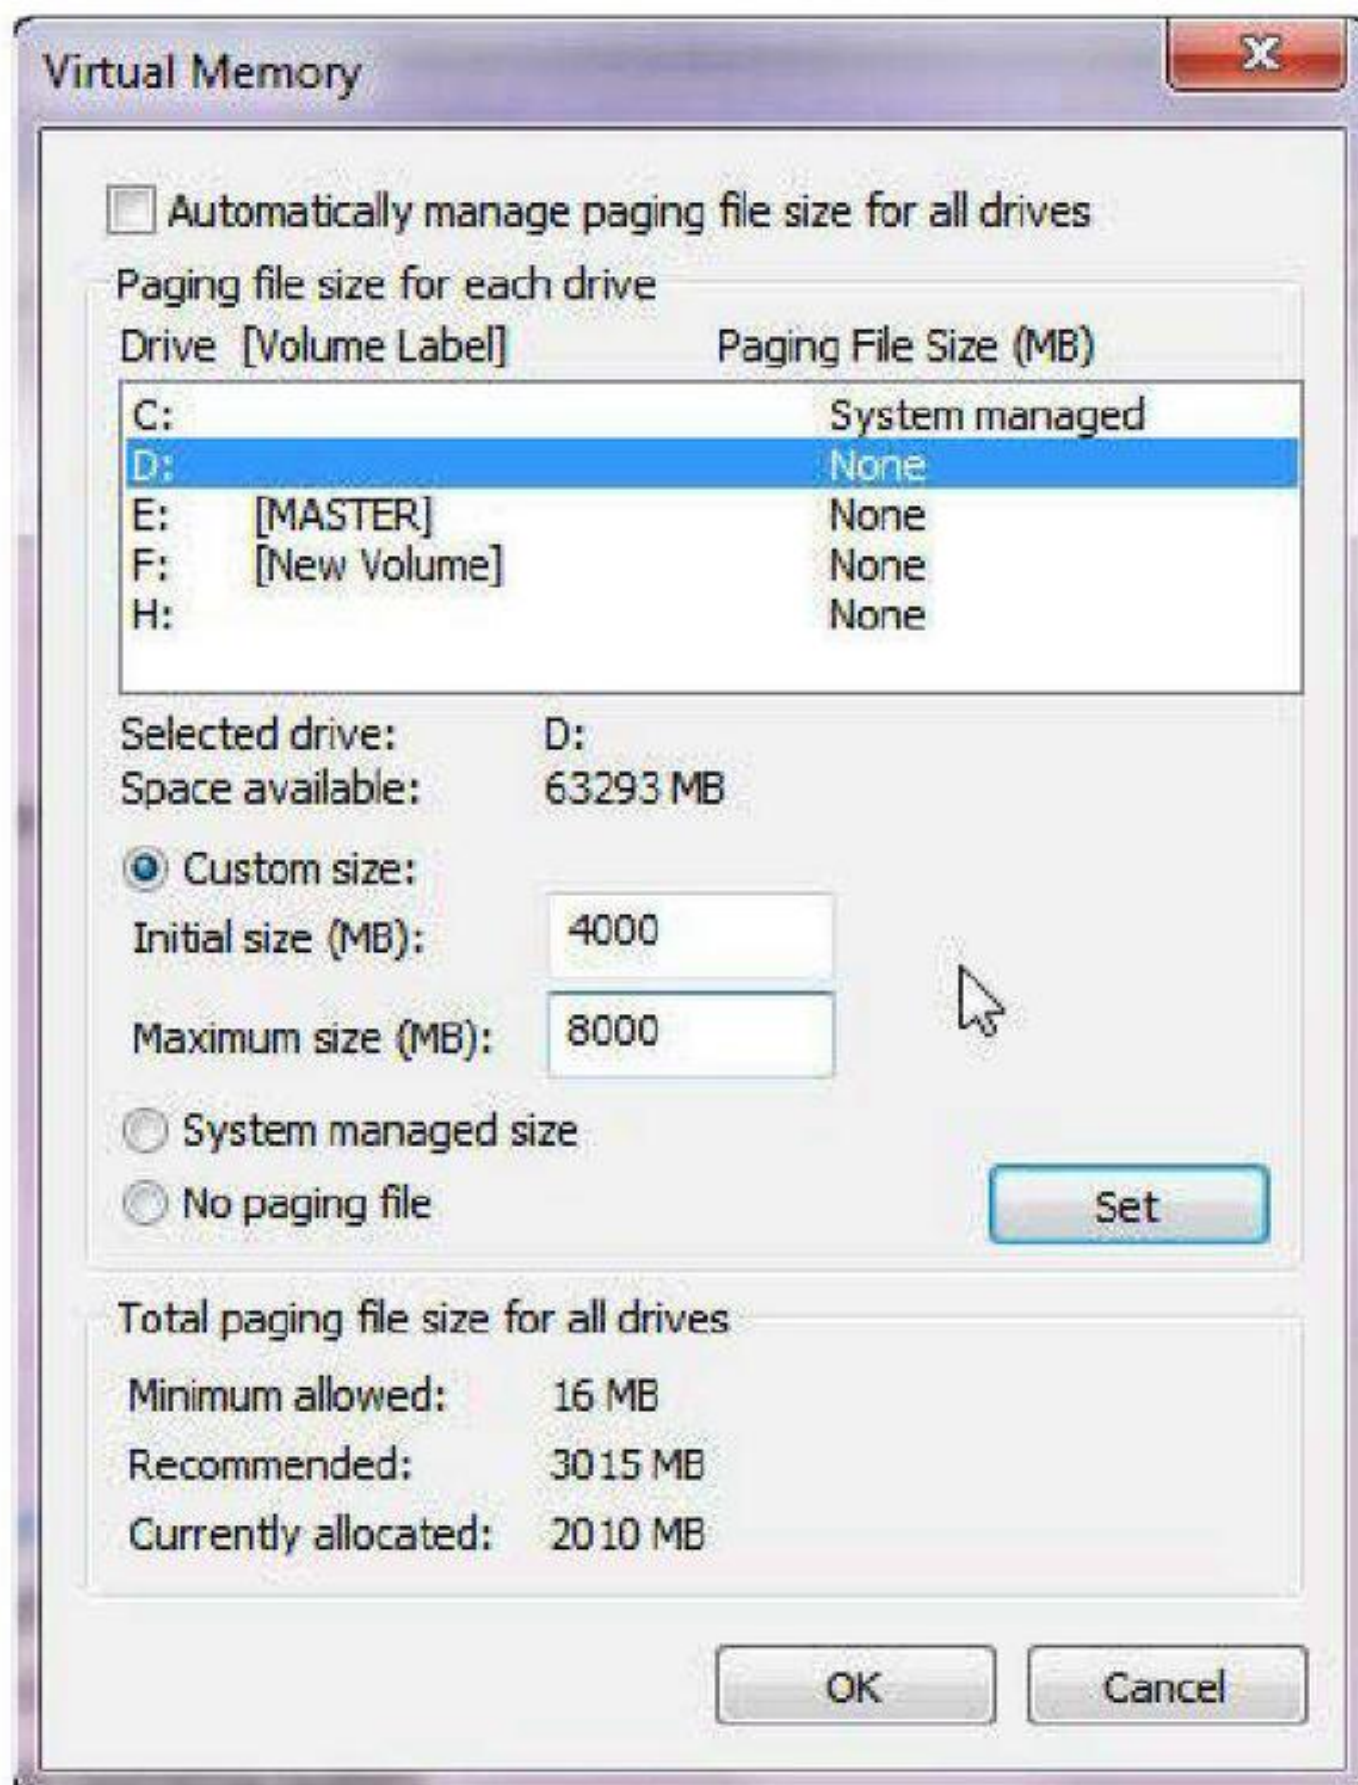 Virtual Memory
Automatically manage paging file size for all drives
Paging file size for each drive
Drive [Volume Label] Paging File Size (MB)
C: System managed
D: None
E: [MASTER] None
F: [New Volume] None
H: None
Selected drive: D:
Space available: 63293 MB
Custom size:
Initial size (MB): 4000
Maximum size (MB): 8000
System managed size
No paging file
Set
Total paging file size for all drives
Minimum allowed: 16 MB
Recommended: 3015 MB
Currently allocated: 2010 MB
OK Cancel